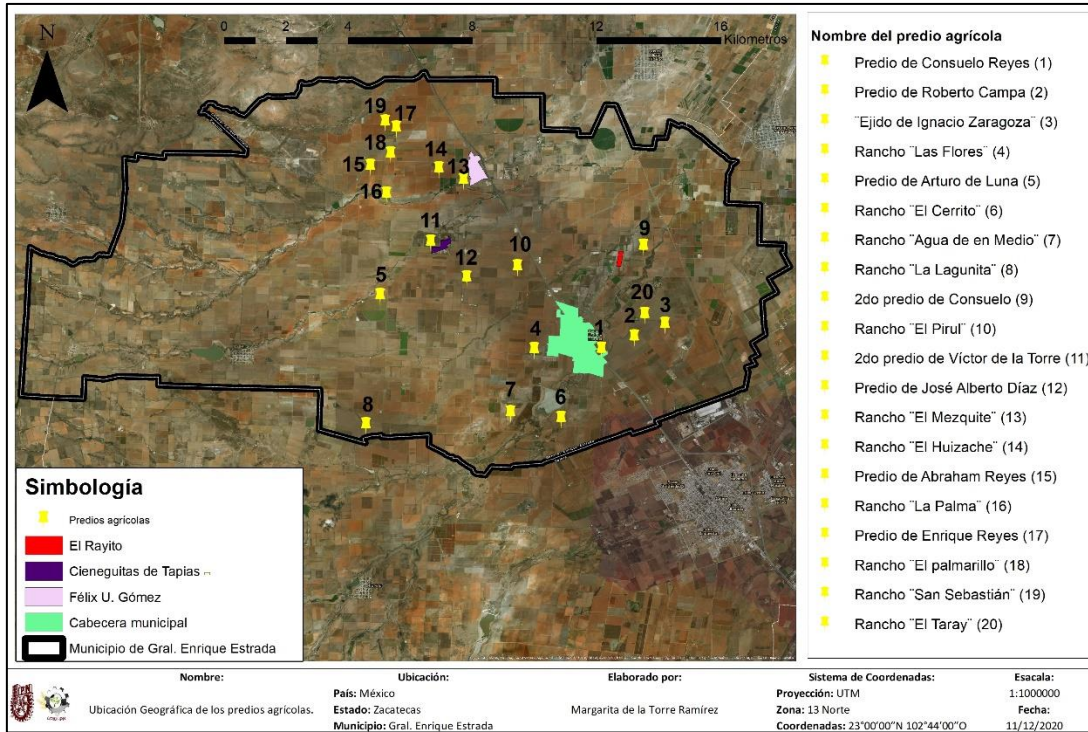 N
0 2 4 8 12 16
Kilometros
19
17
18
14
15
13
16
11
10
9
12
5
20
3
2
4
1
7
6
8
Simbología
Predios agrícolas
El Rayito
Cieneguitas de Tapias
Félix U. Gómez
Cabecera municipal
Municipio de Gral. Enrique Estrada
Nombre del predio agrícola
Predio de Consuelo Reyes (1)
Predio de Roberto Campa (2)
¨Ejido de Ignacio Zaragoza¨ (3)
Rancho ¨Las Flores¨ (4)
Predio de Arturo de Luna (5)
Rancho ¨El Cerrito¨ (6)
Rancho ¨Agua de en Medio¨ (7)
Rancho ¨La Lagunita¨ (8)
2do predio de Consuelo (9)
Rancho ¨El Pirul¨ (10)
2do predio de Víctor de la Torre (11)
Predio de José Alberto Díaz (12)
Rancho ¨El Mezquite¨ (13)
Rancho ¨El Huizache¨ (14)
Predio de Abraham Reyes (15)
Rancho ¨La Palma¨ (16)
Predio de Enrique Reyes (17)
Rancho ¨El palmarillo¨ (18)
Rancho ¨San Sebastián¨ (19)
Rancho ¨El Taray¨ (20)
Nombre:
Ubicación Geográfica de los predios agrícolas.
Ubicación:
País: México
Estado: Zacatecas
Municipio: Gral. Enrique Estrada
Elaborado por:
Margarita de la Torre Ramírez
Sistema de Coordenadas:
Proyección: UTM
Zona: 13 Norte
Coordenadas: 23°00'00"N 102°44'00"O
Esacala:
1:1000000
Fecha:
11/12/2020